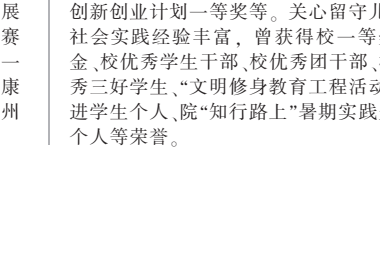 展
赛
一
康
州
创新创业计划一等奖等。关心留守儿
社会实践经验丰富，曾获得校一等
金、校优秀学生干部、校优秀团干部、
秀三好学生、“文明修身教育工程活动
进学生个人、院“知行路上”暑期实践
个人等荣誉。